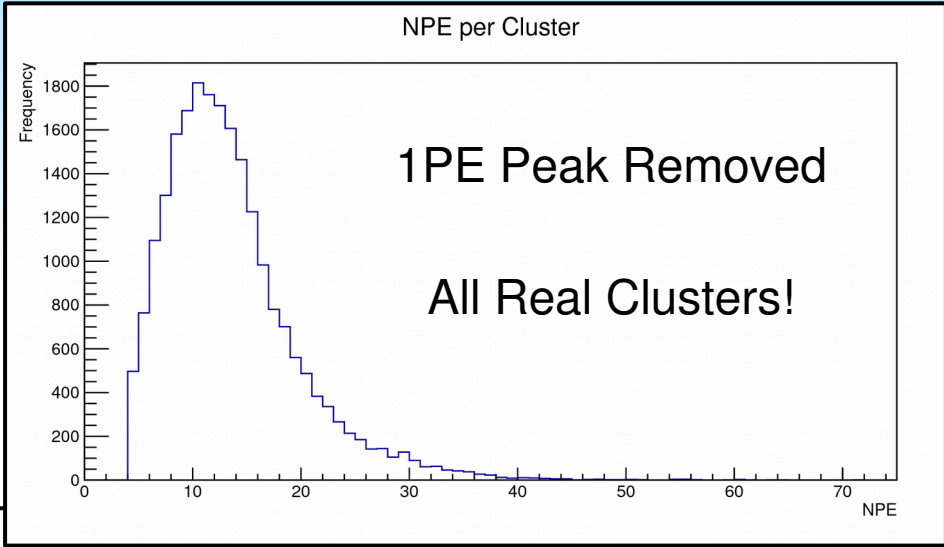 NPE per Cluster
Frequency
1800
1600
1400
1200
1000
800
600
400
200
0
1PE Peak Removed
All Real Clusters!
0 10 20 30 40 50 60 70
NPE